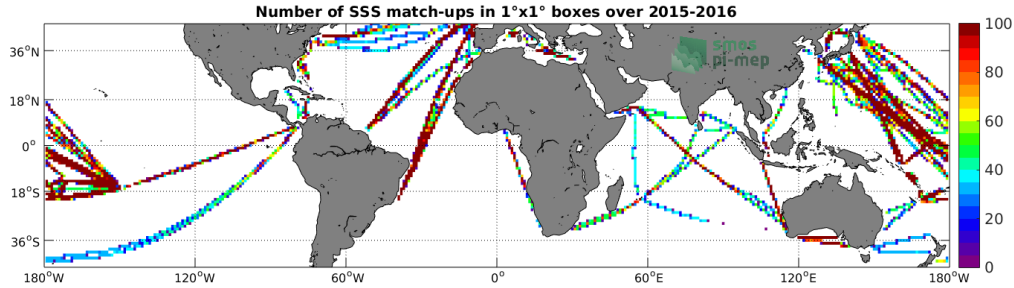 Number of SSS match-ups in 1°x1° boxes over 2015-2016
smos
pi-mep
36°N
18°N
0°
18°S
36°S
180°W 120°W 60°W 0° 60°E 120°E 180°W
100
80
60
40
20
0